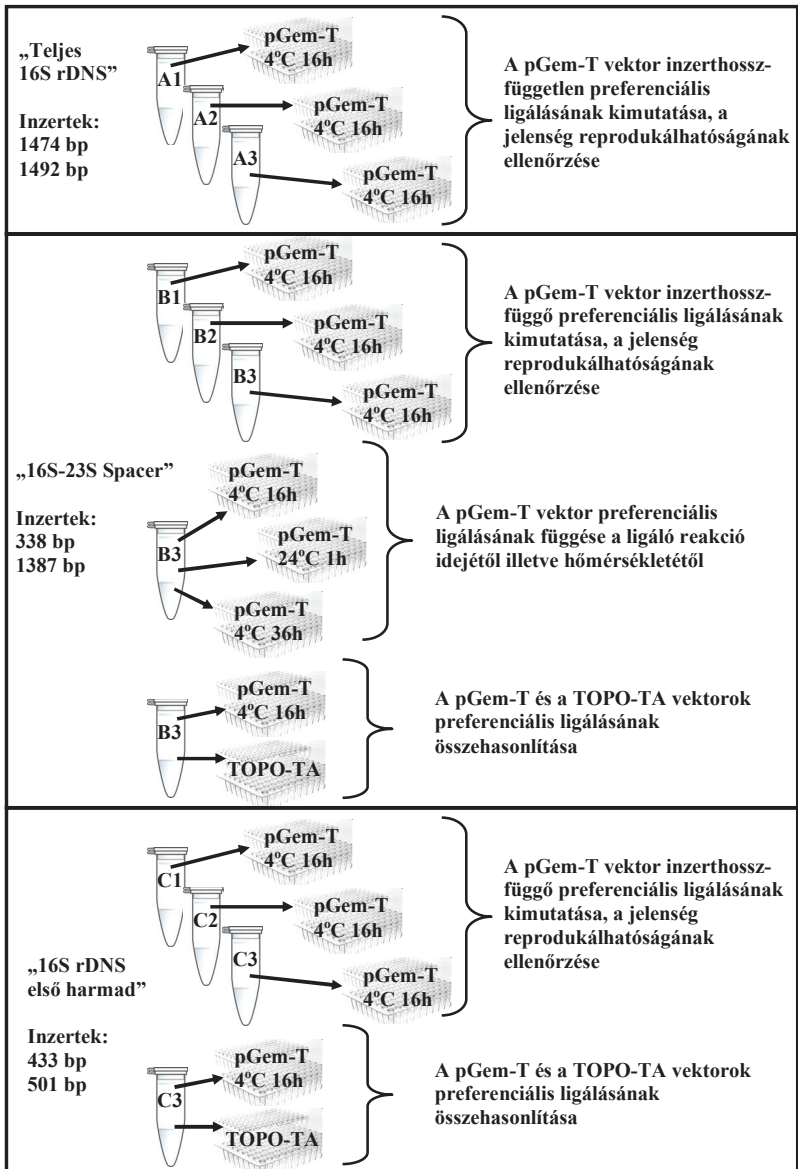 „Teljes
16S rDNS”
Inzertek:
1474 bp
1492 bp
A1
pGem-T
4°C 16h
A2
pGem-T
4°C 16h
A3
pGem-T
4°C 16h
A pGem-T vektor inzerthossz-
független preferenciális
ligálásának kimutatása, a
jelenség reprodukálhatóságának
ellenőrzése
B1
pGem-T
4°C 16h
B2
pGem-T
4°C 16h
B3
pGem-T
4°C 16h
A pGem-T vektor inzerthossz-
függő preferenciális ligálásának
kimutatása, a jelenség
reprodukálhatóságának
ellenőrzése
„16S-23S Spacer”
Inzertek:
338 bp
1387 bp
B3
pGem-T
4°C 16h
pGem-T
24°C 1h
pGem-T
4°C 36h
A pGem-T vektor preferenciális
ligálásának függése a ligáló reakció
idejétől illetve hőmérsékletétől
B3
pGem-T
4°C 16h
TOPO-TA
A pGem-T és a TOPO-TA vektorok
preferenciális ligálásának
összehasonlítása
C1
pGem-T
4°C 16h
C2
pGem-T
4°C 16h
C3
pGem-T
4°C 16h
A pGem-T vektor inzerthossz-
függő preferenciális ligálásának
kimutatása, a jelenség
reprodukálhatóságának
ellenőrzése
„16S rDNS
első harmad”
Inzertek:
433 bp
501 bp
C3
pGem-T
4°C 16h
TOPO-TA
A pGem-T és a TOPO-TA vektorok
preferenciális ligálásának
összehasonlítása